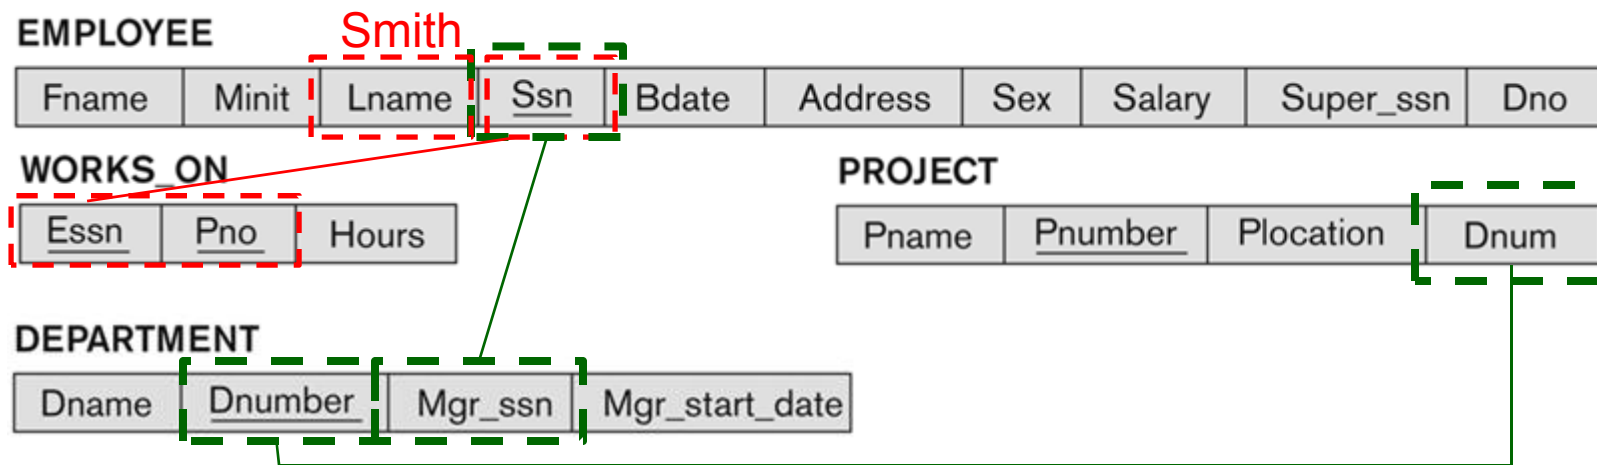 EMPLOYEE
Smith
Fname Minit Lname Ssn Bdate Address Sex Salary Super_ssn Dno
WORKS_ON
PROJECT
Essn Pno Hours
Pname Pnumber Plocation Dnum
DEPARTMENT
Dname Dnumber Mgr_ssn Mgr_start_date